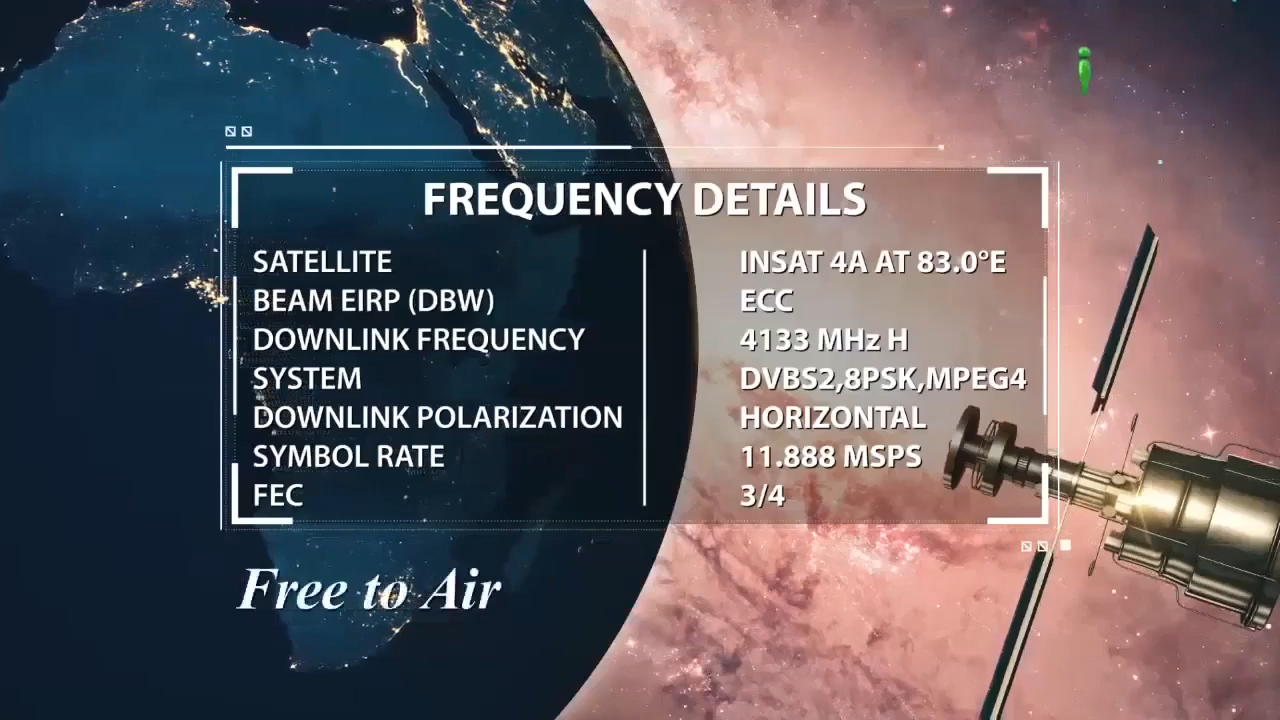 FREQUENCY DETAILS
SATELLITE INSAT 4A AT 83.0°E
BEAM EIRP (DBW) ECC
DOWNLINK FREQUENCY 4133 MHz H
SYSTEM DVBS2,8PSK,MPEG4
DOWNLINK POLARIZATION HORIZONTAL
SYMBOL RATE 11.888 MSPS
FEC 3/4
Free to Air